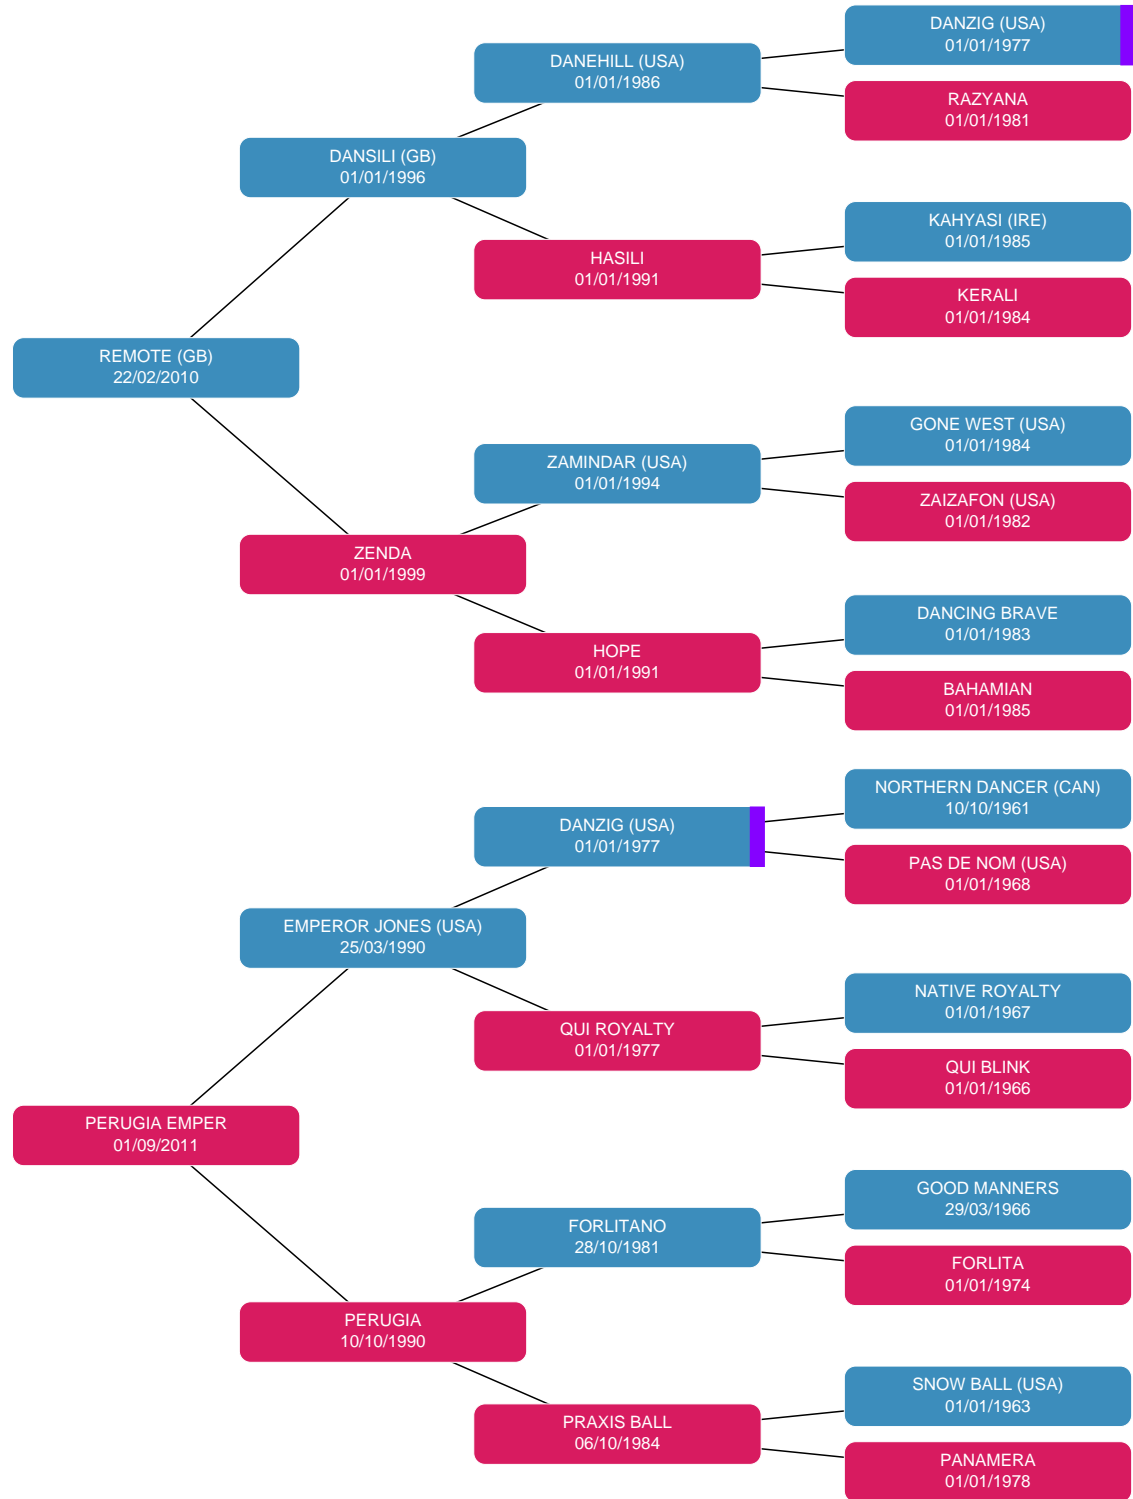 DANZIG (USA)
01/01/1977
DANEHILL (USA)
01/01/1986
RAZYANA
01/01/1981
DANSILI (GB)
01/01/1996
KAHYASI (IRE)
01/01/1985
HASILI
01/01/1991
KERALI
01/01/1984
REMOTE (GB)
22/02/2010
GONE WEST (USA)
01/01/1984
ZAMINDAR (USA)
01/01/1994
ZAIZAFON (USA)
01/01/1982
ZENDA
01/01/1999
DANCING BRAVE
01/01/1983
HOPE
01/01/1991
BAHAMIAN
01/01/1985
NORTHERN DANCER (CAN)
10/10/1961
DANZIG (USA)
01/01/1977
PAS DE NOM (USA)
01/01/1968
EMPEROR JONES (USA)
25/03/1990
NATIVE ROYALTY
01/01/1967
QUI ROYALTY
01/01/1977
QUI BLINK
01/01/1966
PERUGIA EMPER
01/09/2011
GOOD MANNERS
29/03/1966
FORLITANO
28/10/1981
FORLITA
01/01/1974
PERUGIA
10/10/1990
SNOW BALL (USA)
01/01/1963
PRAXIS BALL
06/10/1984
PANAMERA
01/01/1978